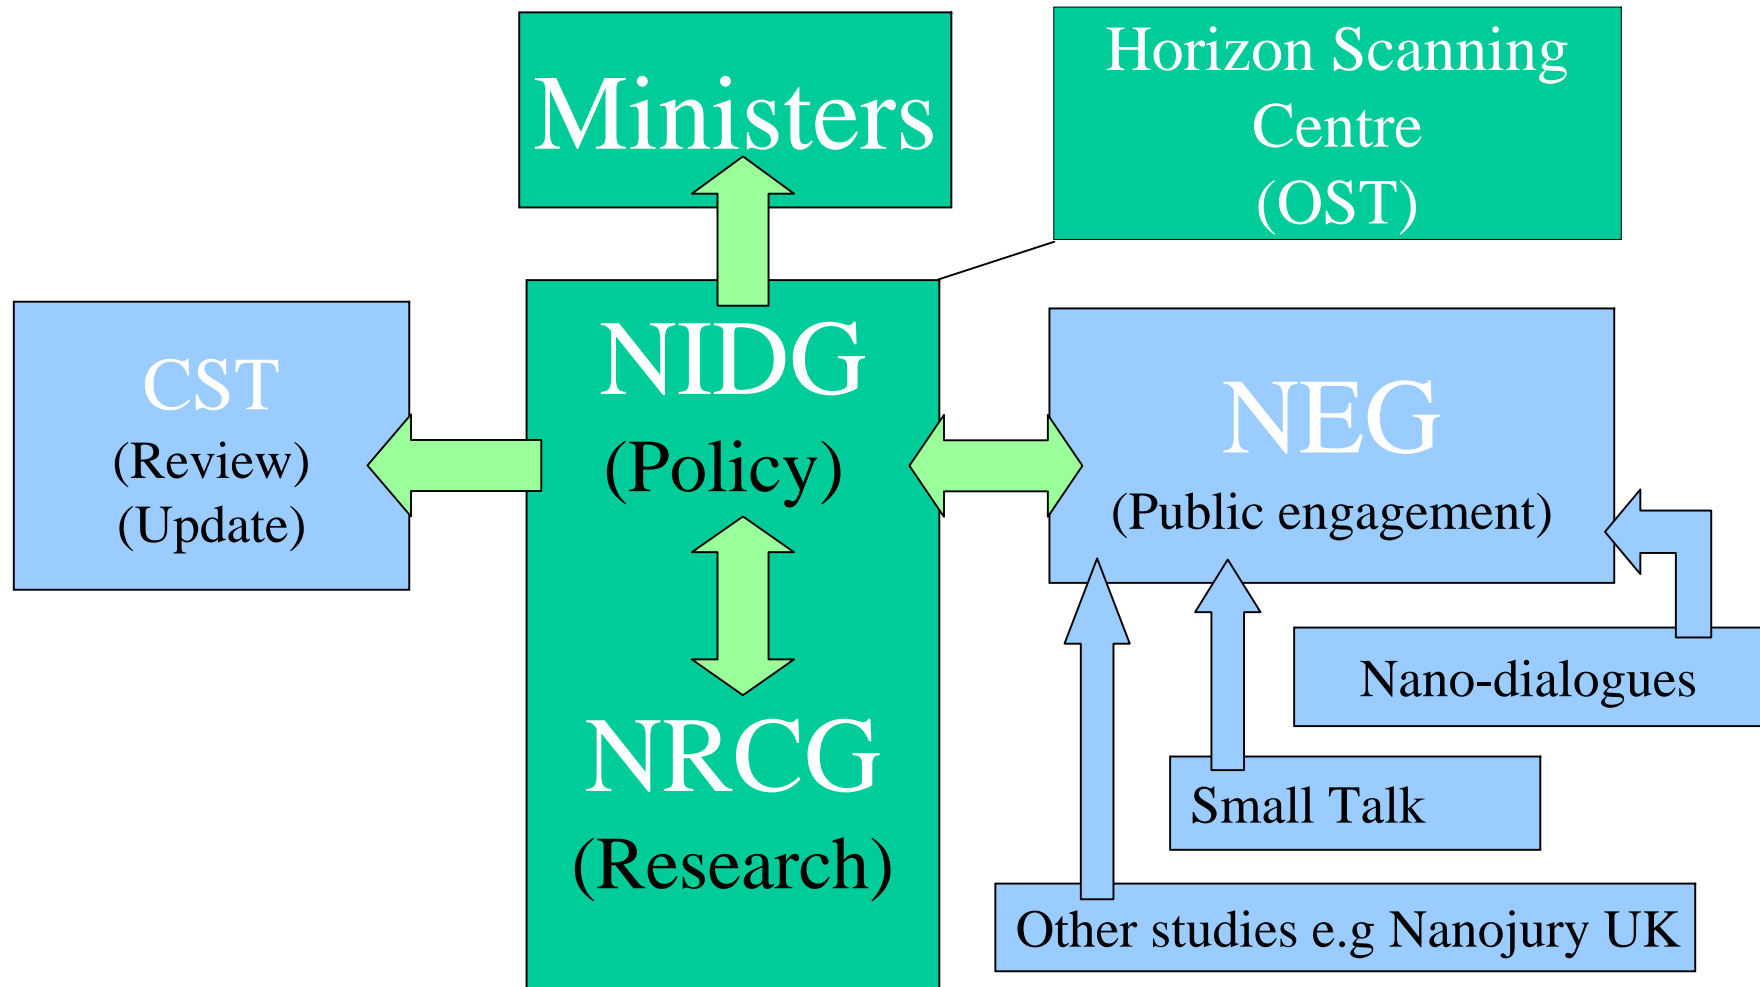 Ministers
Horizon Scanning
Centre
(OST)
CST
(Review)
(Update)
NIDG
(Policy)
NRCG
(Research)
NEG
(Public engagement)
Nano-dialogues
Small Talk
Other studies e.g Nanojury UK